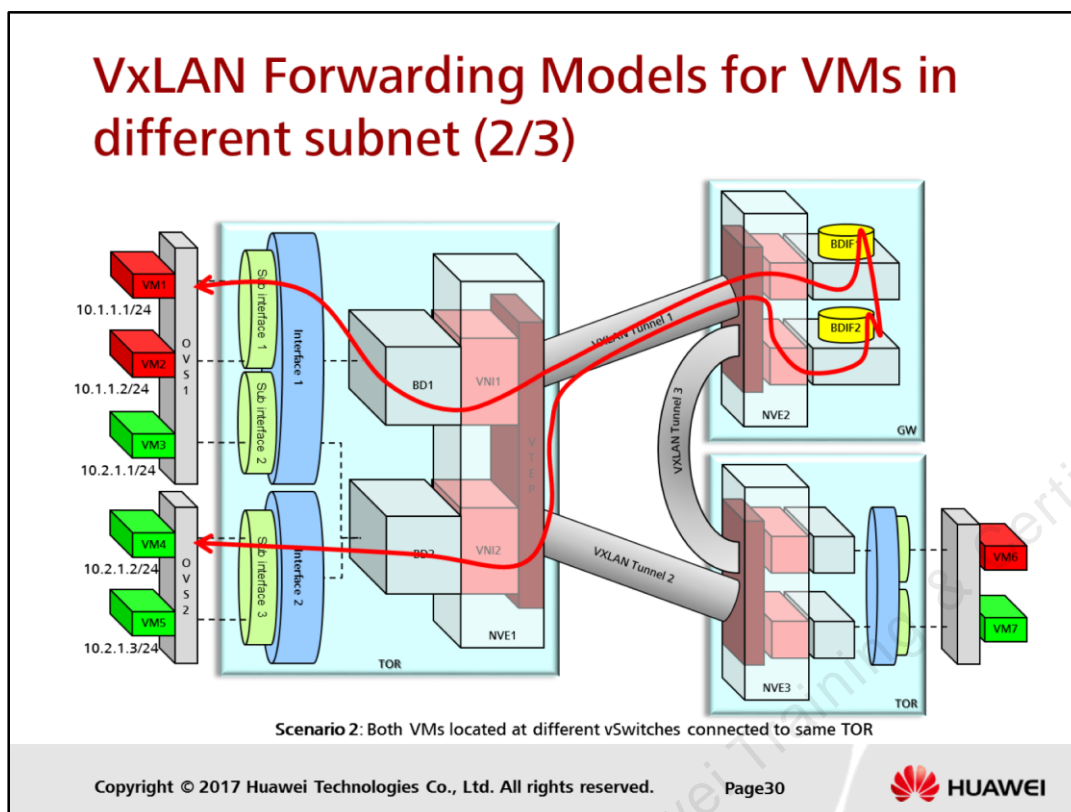 VxLAN Forwarding Models for VMs in
different subnet (2/3)
VM1
10.1.1.1/24
VM2
10.1.1.2/24
VM3
10.2.1.1/24
VM4
10.2.1.2/24
VM5
10.2.1.3/24
OVS1
OVS2
Sub interface 1
Sub interface 2
Interface 1
Sub interface 3
Interface 2
BD1
VNI1
BD2
VNI2
VTEP
NVE1
TOR
VXLAN Tunnel 1
VXLAN Tunnel 2
VXLAN Tunnel 3
BDIF1
BDIF2
NVE2
GW
NVE3
TOR
VM6
VM7
Scenario 2: Both VMs located at different vSwitches connected to same TOR
Training &
Copyright © 2017 Huawei Technologies Co., Ltd. All rights reserved.
Page30
HUAWEI